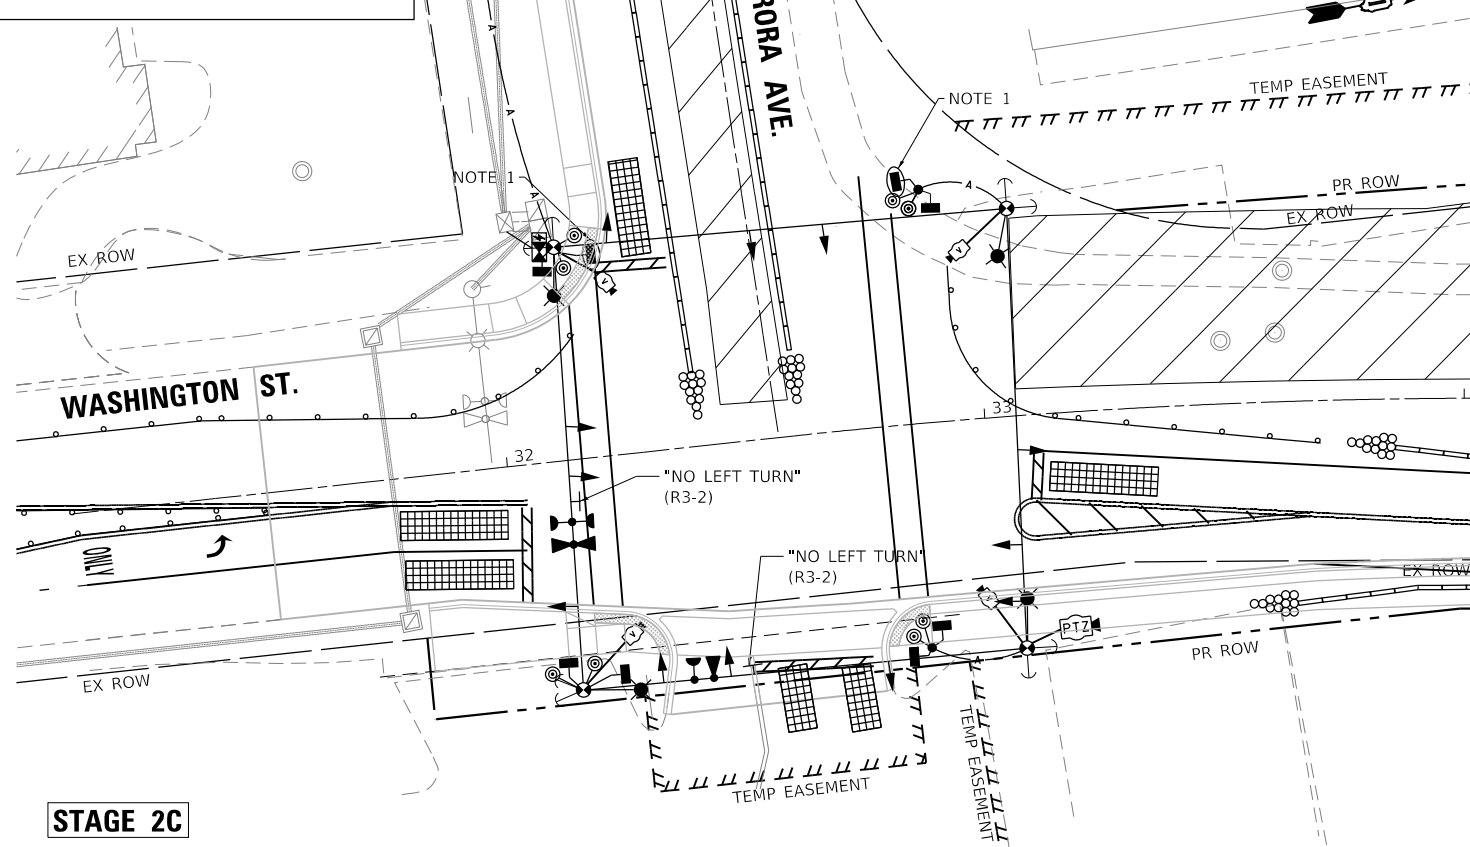 RORA AVE.
NOTE 1
TEMP EASEMENT
NOTE 1
PR ROW
EX ROW
EX ROW
A
A
A
A
V
V
WASHINGTON ST.
33
32
"NO LEFT TURN"
(R3-2)
"NO LEFT TURN"
(R3-2)
ONLY
EX ROW
V
V
PTZ
PR ROW
A
EX ROW
TEMP EASEMENT
TEMP EASEMENT
STAGE 2C